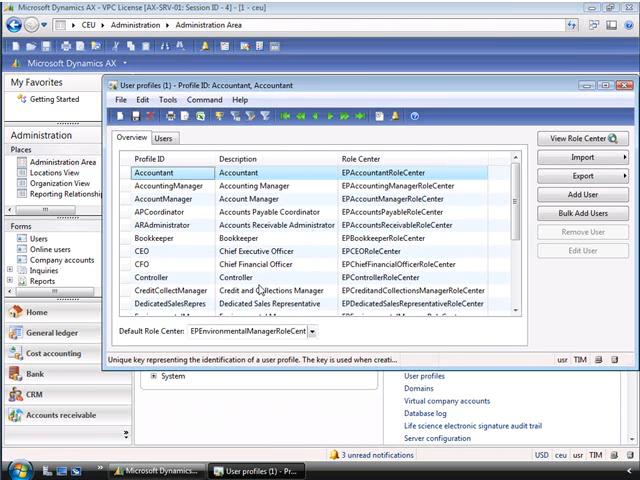 Microsoft Dynamics AX - VPC License [AX-SRV-01: Session ID - 4] - [1 - ceu]
CEU ▸ Administration ▸ Administration Area
Microsoft Dynamics AX
My Favorites
Getting Started
Administration
Places
Administration Area
Locations View
Organization View
Reporting Relationship
Forms
Users
Online users
Company accounts
Inquiries
Reports
Home
General ledger
Cost accounting
Bank
CRM
Accounts receivable
User profiles (1) - Profile ID: Accountant, Accountant
File Edit Tools Command Help
Overview Users
Profile ID Description Role Center
Accountant Accountant EPAccountantRoleCenter
AccountingManager Accounting Manager EPAccountingManagerRoleCenter
AccountManager Account Manager EPAccountManagerRoleCenter
APCoordinator Accounts Payable Coordinator EPAccountsPayableRoleCenter
ARAdministrator Accounts Receivable Administrator EPAccountsReceivableRoleCenter
Bookkeeper Bookkeeper EPBookkeeperRoleCenter
CEO Chief Executive Officer EPCEORoleCenter
CFO Chief Financial Officer EPChiefFinancialOfficerRoleCenter
Controller Controller EPControllerRoleCenter
CreditCollectManager Credit and Collections Manager EPCreditandCollectionsManagerRoleCenter
DedicatedSalesRepres Dedicated Sales Representative EPDedicatedSalesRepresentativeRoleCenter
Default Role Center: EPEnvironmentalManagerRoleCent
View Role Center
Import
Export
Add User
Bulk Add Users
Remove User
Edit User
Unique key representing the identification of a user profile. The key is used when creati...
usr TIM
System
User profiles
Domains
Virtual company accounts
Database log
Life science electronic signature audit trail
Server configuration
3 unread notifications
USD ceu usr TIM
Microsoft Dynamics...
User profiles (1) - Pr...